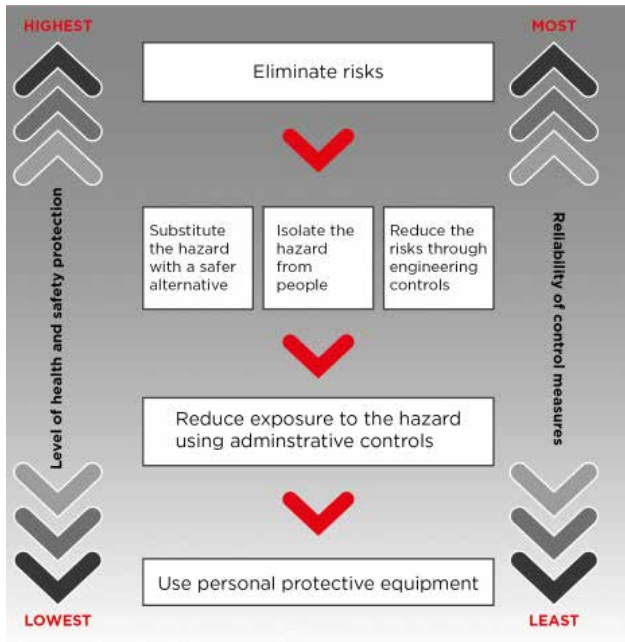 HIGHEST
MOST
Eliminate risks
Substitute
the hazard
with a safer
alternative
Isolate the
hazard
from
people
Reduce the
risks through
engineering
controls
Level of health and safety protection
Reliability of control measures
Reduce exposure to the hazard
using adminstrative controls
Use personal protective equipment
LOWEST
LEAST